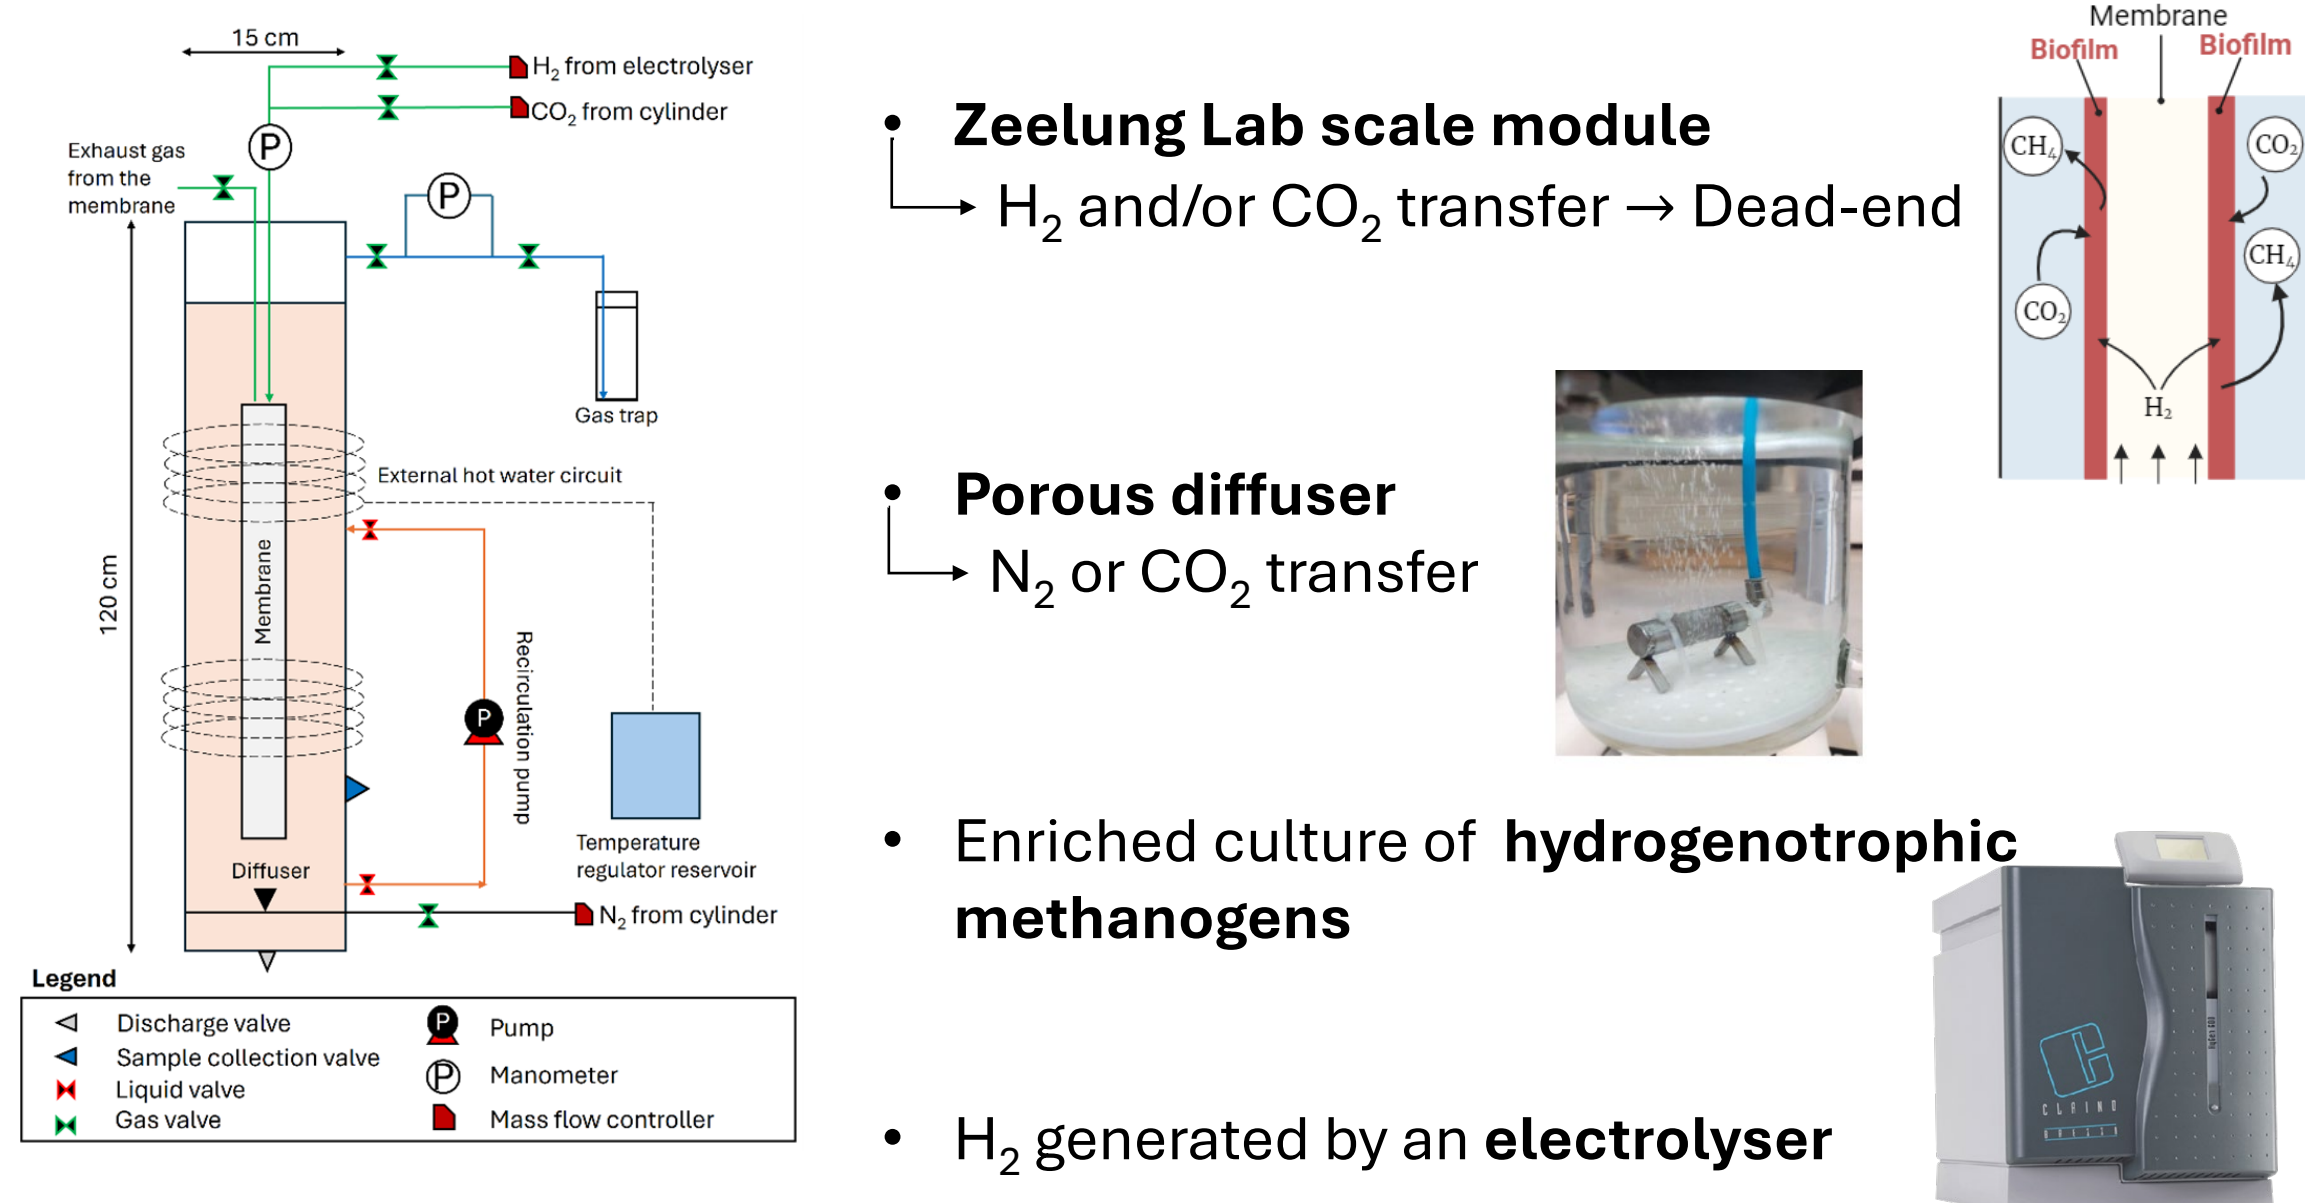 15 cm
H₂ from electrolyser
CO₂ from cylinder
P
Exhaust gas
from the
membrane
P
Gas trap
External hot water circuit
120 cm
Membrane
Recirculation pump
P
Temperature
regulator reservoir
Diffuser
N₂ from cylinder
Legend
Discharge valve
Sample collection valve
Liquid valve
Gas valve
P Pump
P Manometer
Mass flow controller
• Zeelung Lab scale module
H₂ and/or CO₂ transfer → Dead-end
• Porous diffuser
N₂ or CO₂ transfer
• Enriched culture of hydrogenotrophic
methanogens
• H₂ generated by an electrolyser
Membrane
Biofilm
Biofilm
CH₄
CO₂
CH₄
CO₂
H₂
CLAIND